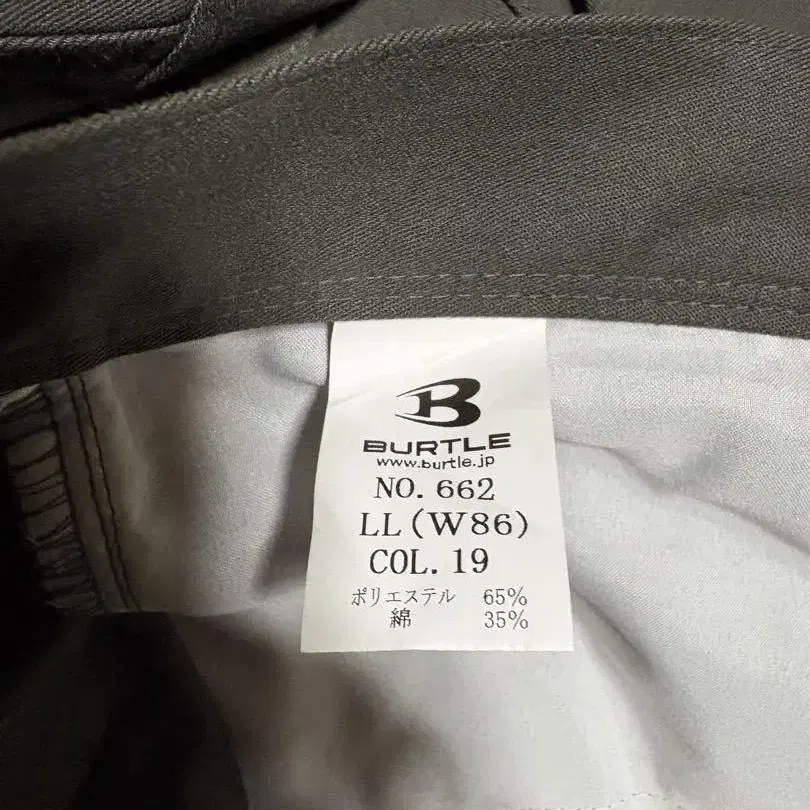 BURTLE
www.burtle.jp
NO. 662
LL(W86)
COL. 19
ポリエステル 65%
綿 35%